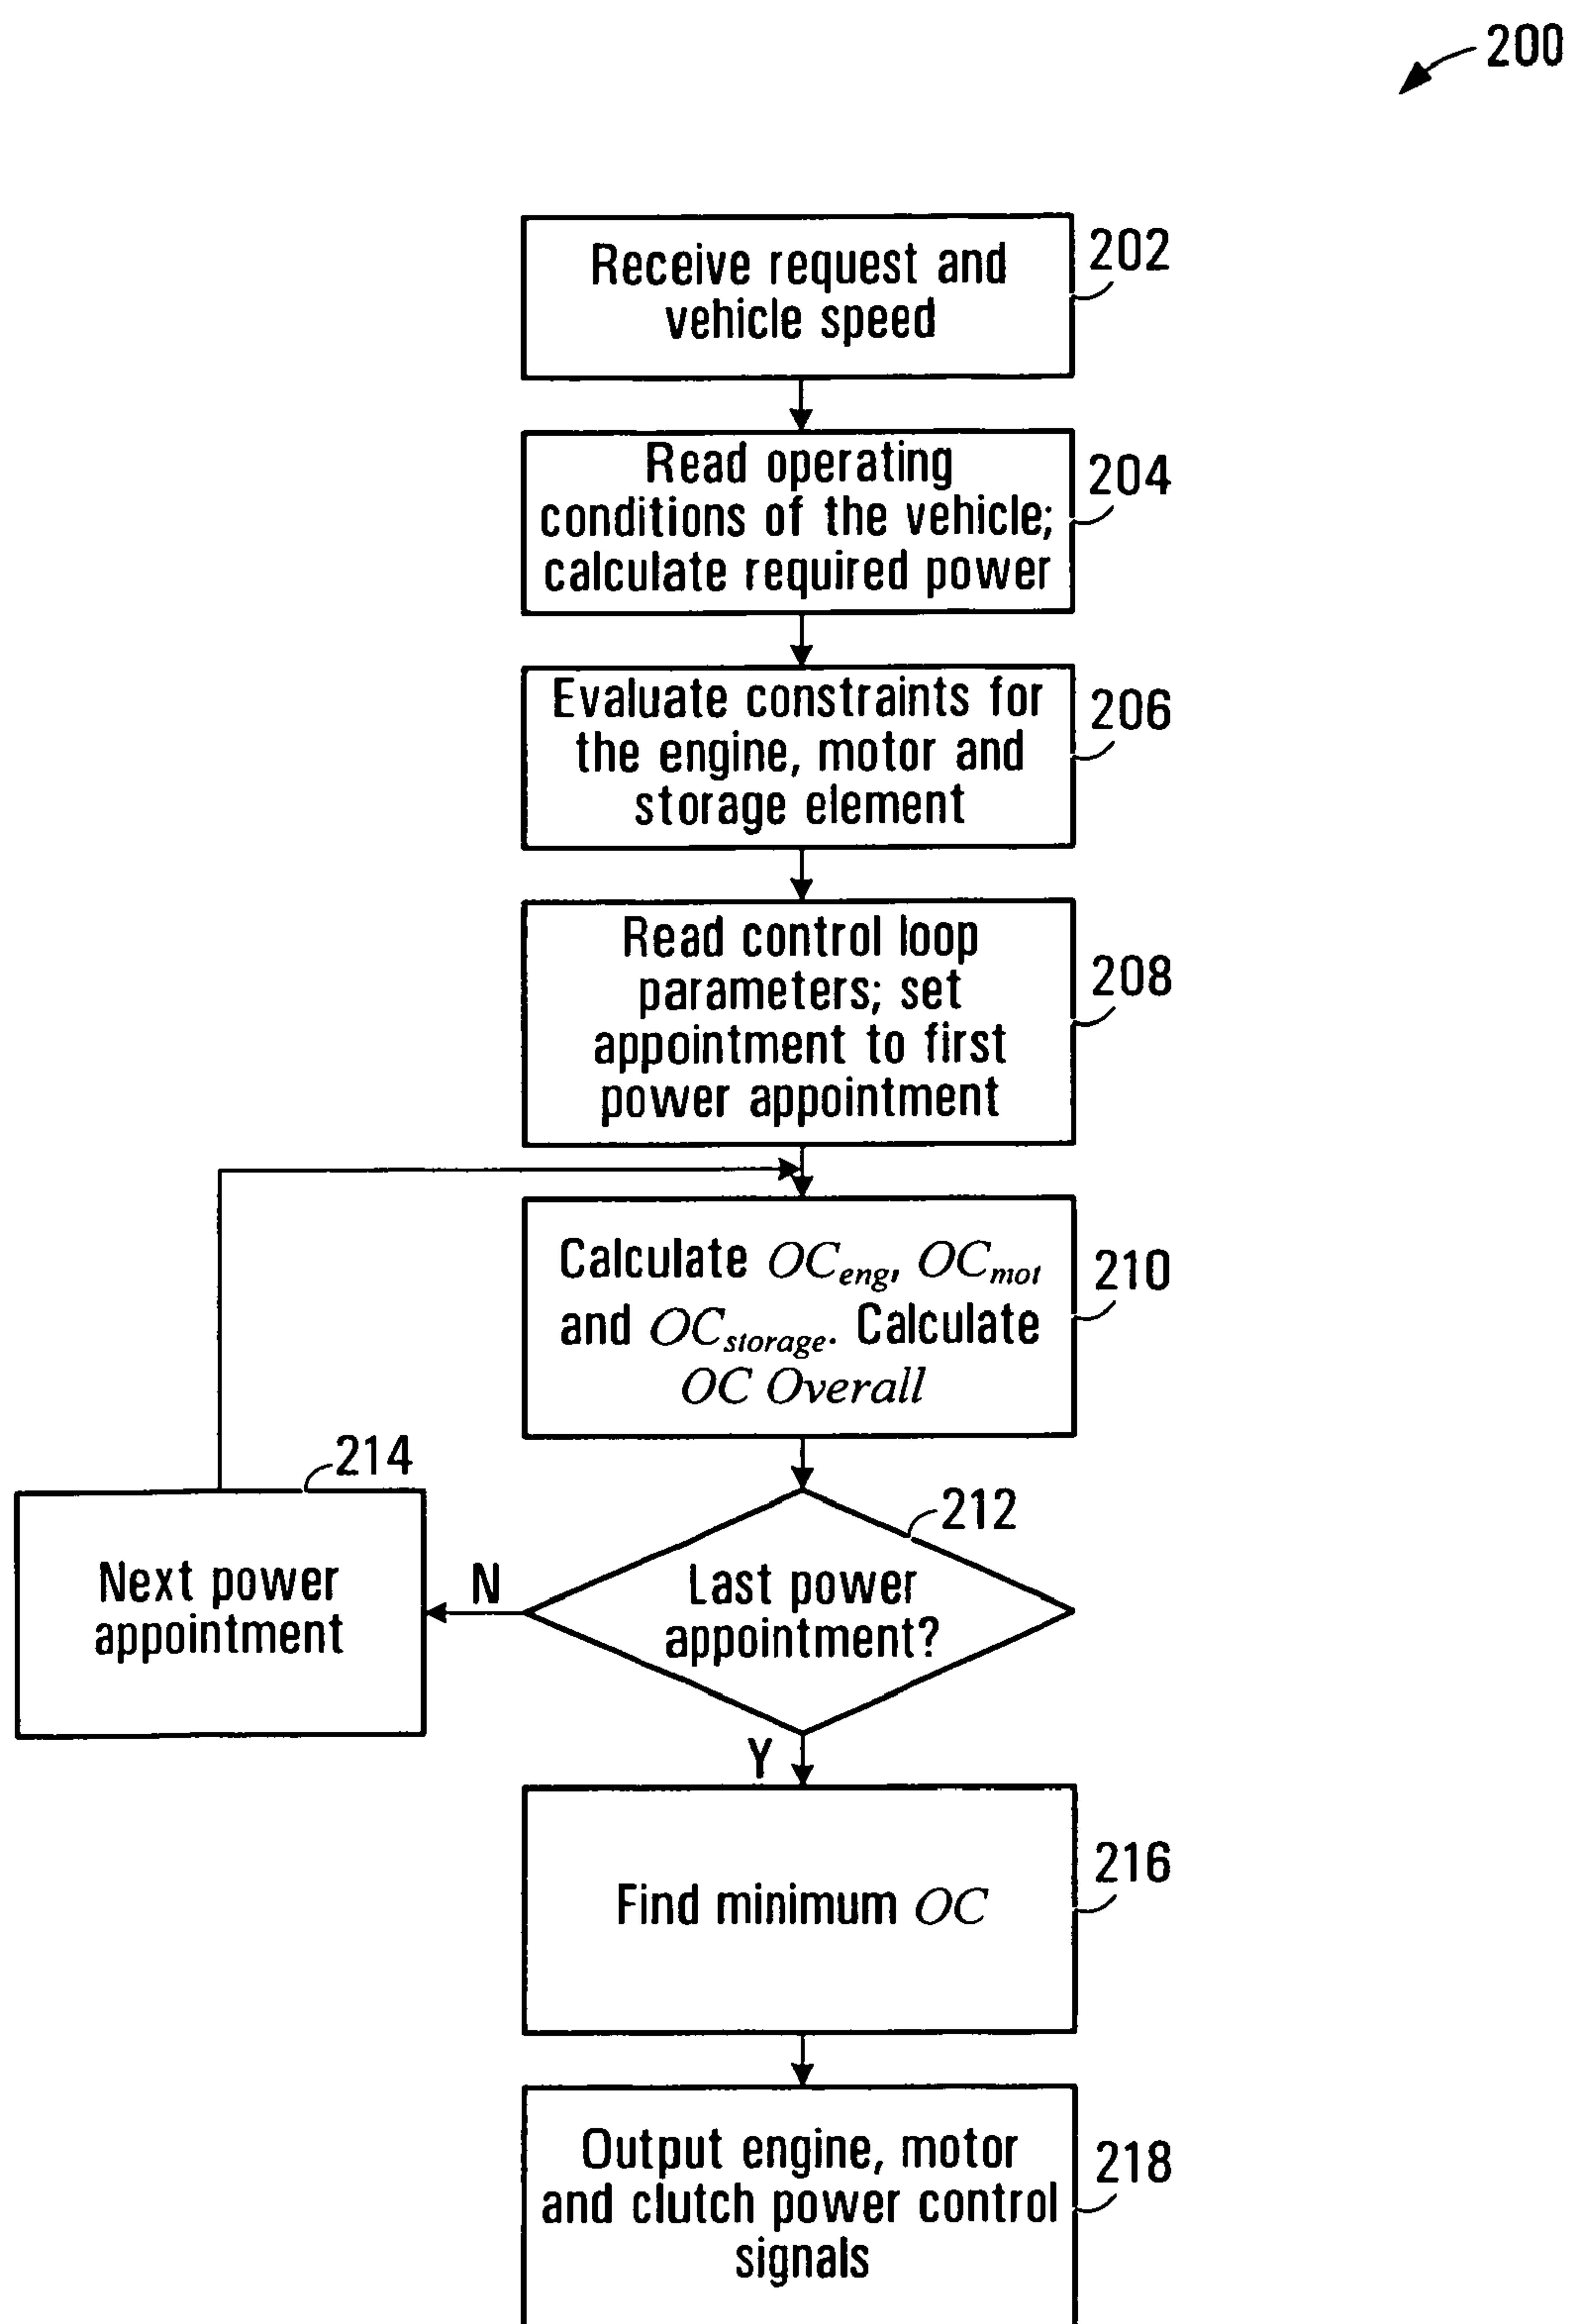 200
Receive request and
vehicle speed
202
Read operating
conditions of the vehicle;
calculate required power
204
Evaluate constraints for
the engine, motor and
storage element
206
Read control loop
parameters; set
appointment to first
power appointment
208
Calculate OCeng, OCmot
and OCstorage. Calculate
OC Overall
210
214
Next power
appointment
N
212
Last power
appointment?
Y
Find minimum OC
216
Output engine, motor
and clutch power control
signals
218